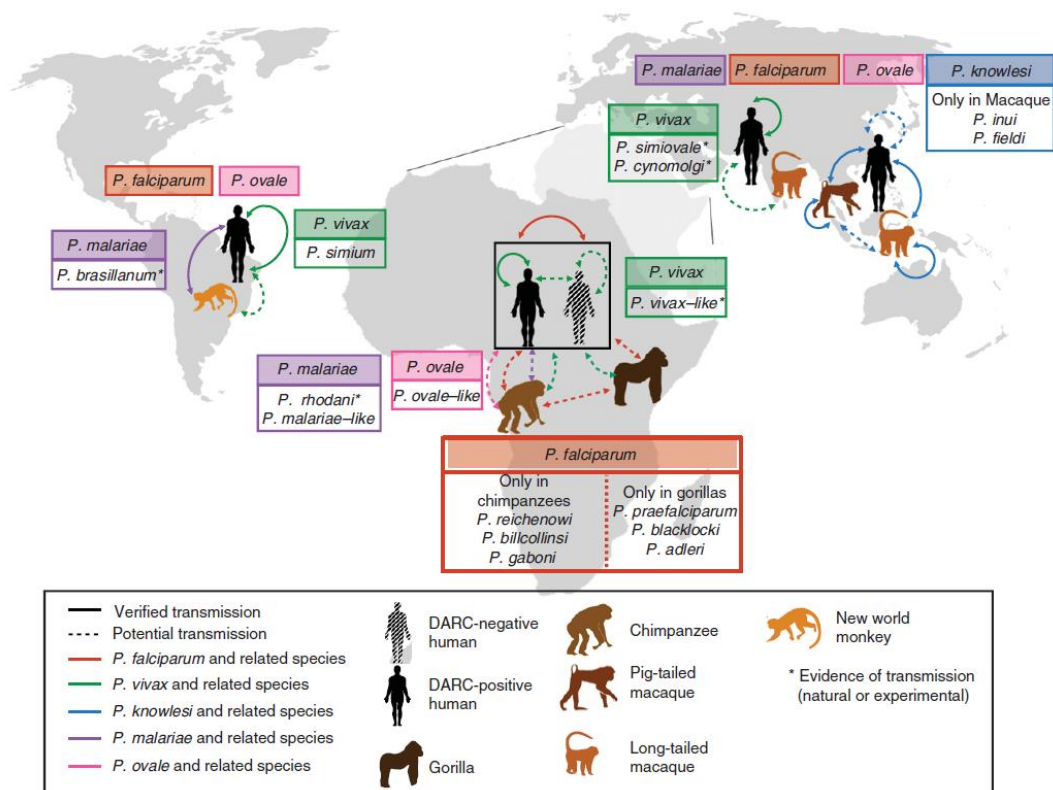 P. malariae
P. falciparum
P. ovale
P. knowlesi
Only in Macaque
P. inui
P. fieldi
P. vivax
P. simiovale*
P. cynomolgi*
P. falciparum
P. ovale
P. malariae
P. brasillanum*
P. vivax
P. simium
P. vivax
P. vivax–like*
P. malariae
P. rhodani*
P. malariae–like
P. ovale
P. ovale–like
P. falciparum
Only in
chimpanzees
P. reichenowi
P. billcollinsi
P. gaboni
Only in gorillas
P. praefalciparum
P. blacklocki
P. adleri
Verified transmission
Potential transmission
P. falciparum and related species
P. vivax and related species
P. knowlesi and related species
P. malariae and related species
P. ovale and related species
DARC-negative
human
DARC-positive
human
Gorilla
Chimpanzee
Pig-tailed
macaque
Long-tailed
macaque
New world
monkey
* Evidence of transmission
(natural or experimental)